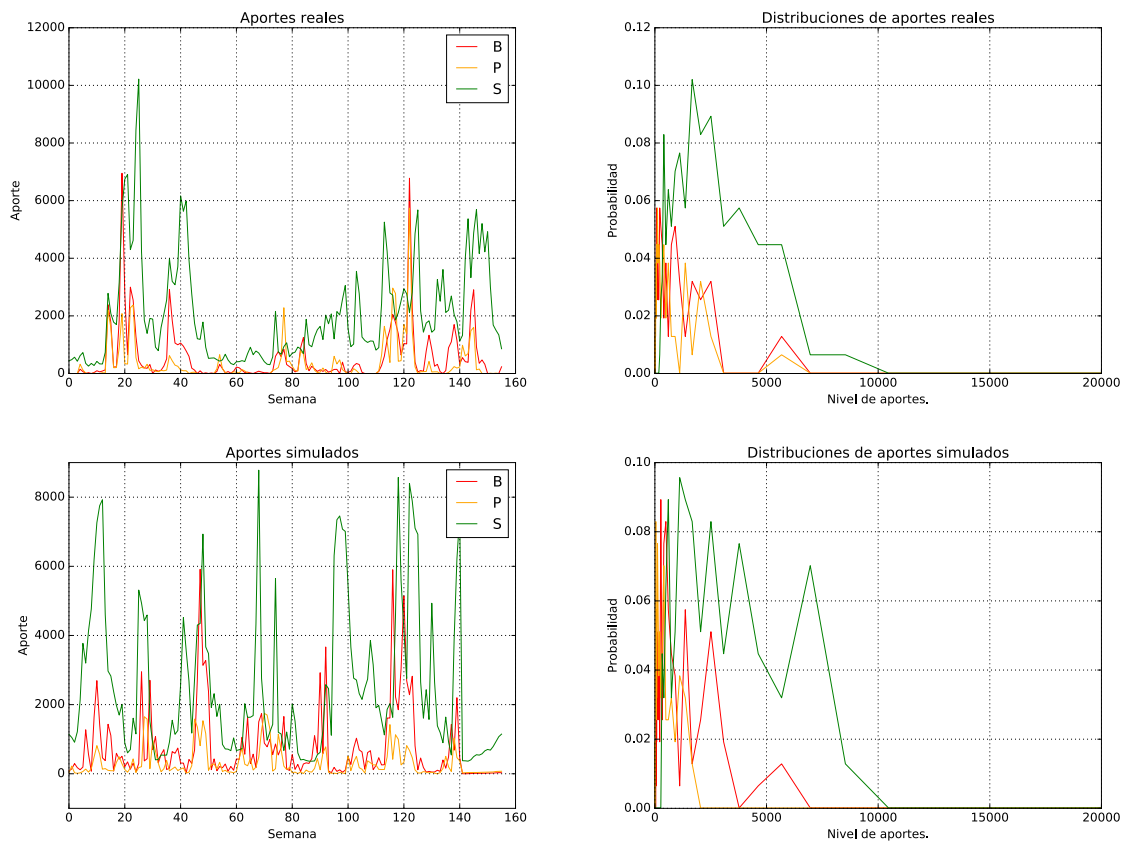 Aportes reales
12000
10000
8000
6000
4000
2000
0
Aporte
B
P
S
0 20 40 60 80 100 120 140 160
Semana
Distribuciones de aportes reales
0.12
0.10
0.08
0.06
0.04
0.02
0.00
Probabilidad
0 5000 10000 15000 20000
Nivel de aportes.
Aportes simulados
8000
6000
4000
2000
0
Aporte
B
P
S
0 20 40 60 80 100 120 140 160
Semana
Distribuciones de aportes simulados
0.10
0.08
0.06
0.04
0.02
0.00
Probabilidad
0 5000 10000 15000 20000
Nivel de aportes.